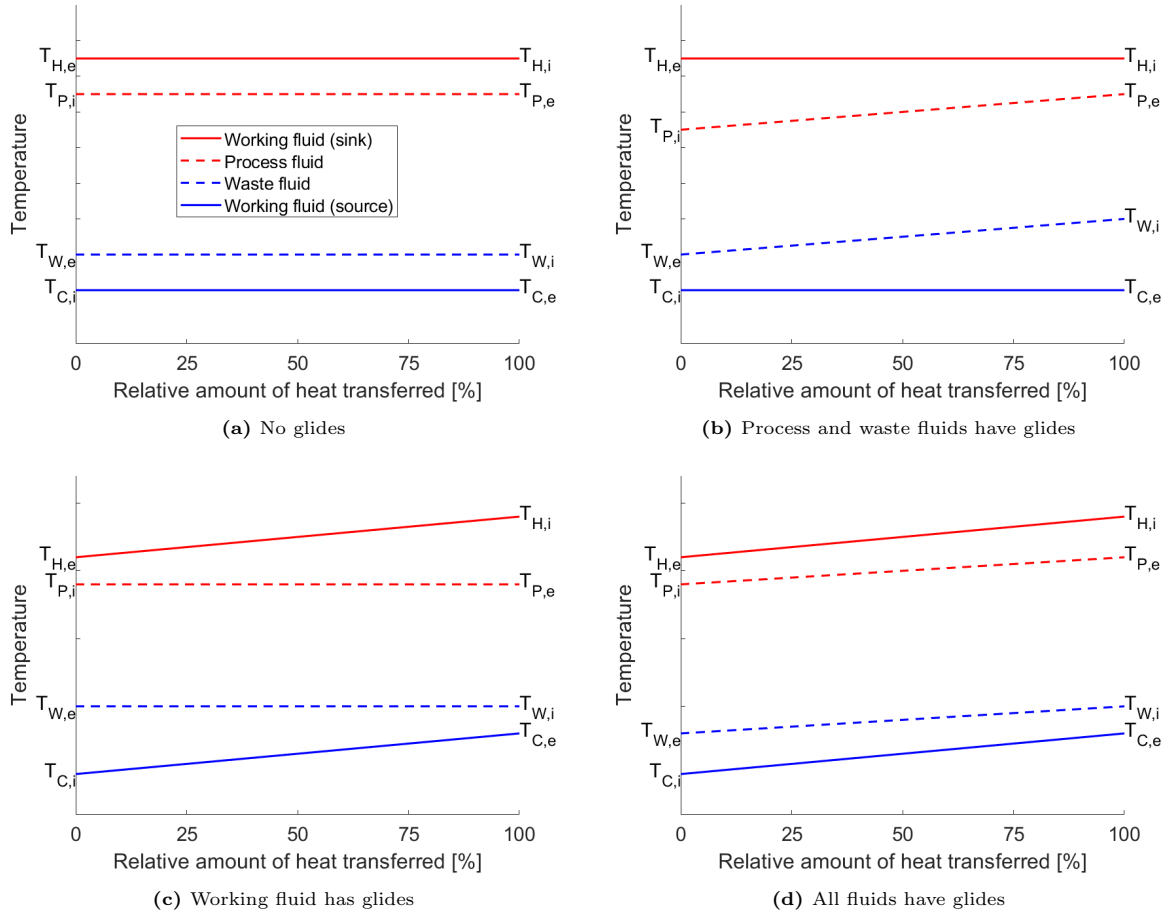 Temperature
T_H,e
T_H,i
T_P,i
T_P,e
Working fluid (sink)
Process fluid
Waste fluid
Working fluid (source)
T_W,e
T_W,i
T_C,i
T_C,e
0 25 50 75 100
Relative amount of heat transferred [%]
(a) No glides
Temperature
T_H,e
T_H,i
T_P,e
T_P,i
T_W,i
T_W,e
T_C,i
T_C,e
0 25 50 75 100
Relative amount of heat transferred [%]
(b) Process and waste fluids have glides
Temperature
T_H,i
T_H,e
T_P,i
T_P,e
T_W,e
T_W,i
T_C,e
T_C,i
0 25 50 75 100
Relative amount of heat transferred [%]
(c) Working fluid has glides
Temperature
T_H,i
T_H,e
T_P,e
T_P,i
T_W,i
T_W,e
T_C,e
T_C,i
0 25 50 75 100
Relative amount of heat transferred [%]
(d) All fluids have glides